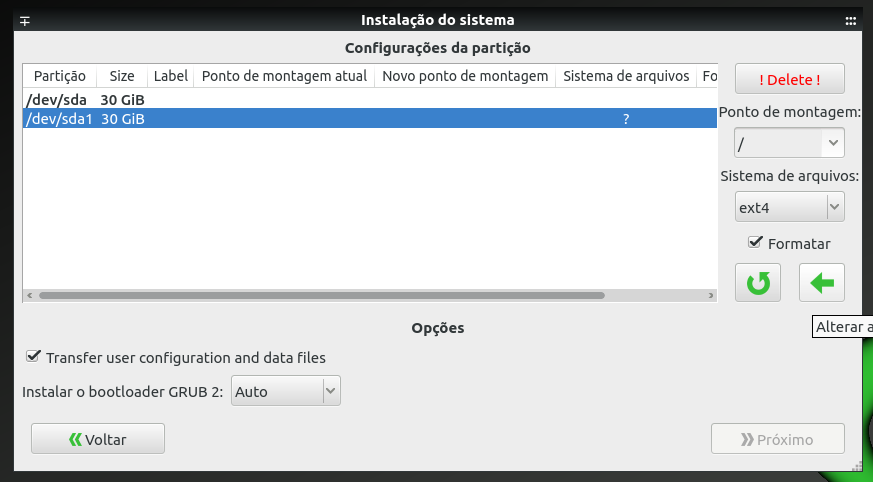 Instalação do sistema
Configurações da partição
Partição Size Label Ponto de montagem atual Novo ponto de montagem Sistema de arquivos Fo
/dev/sda 30 GiB
/dev/sda1 30 GiB ?
! Delete !
Ponto de montagem:
/
Sistema de arquivos:
ext4
Formatar
Alterar a
Opções
Transfer user configuration and data files
Instalar o bootloader GRUB 2: Auto
Voltar
Próximo